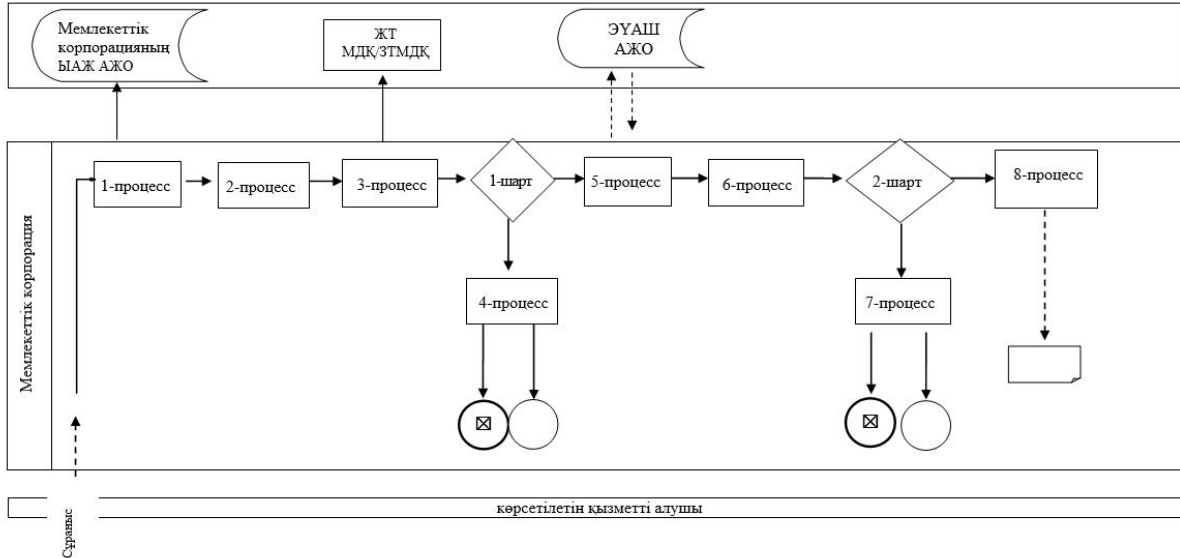 Мемлекеттік
корпорацияның
ЫАЖ АЖО
ЖТ
МДҚ/ЗТМДҚ
ЭҮАШ
АЖО
Мемлекеттік корпорация
1-процесс
2-процесс
3-процесс
1-шарт
5-процесс
6-процесс
2-шарт
8-процесс
4-процесс
7-процесс
Сұраныс
көрсетілетін қызметті алушы